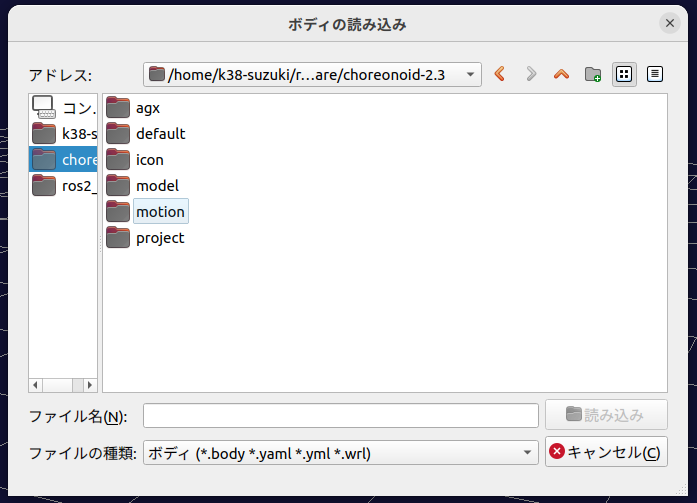 ボディの読み込み
アドレス:
/home/k38-suzuki/r...are/choreonoid-2.3
コン...
k38-s
chore
ros2_
agx
default
icon
model
motion
project
ファイル名(N):
読み込み
ファイルの種類:
ボディ (*.body *.yaml *.yml *.wrl)
キャンセル(C)